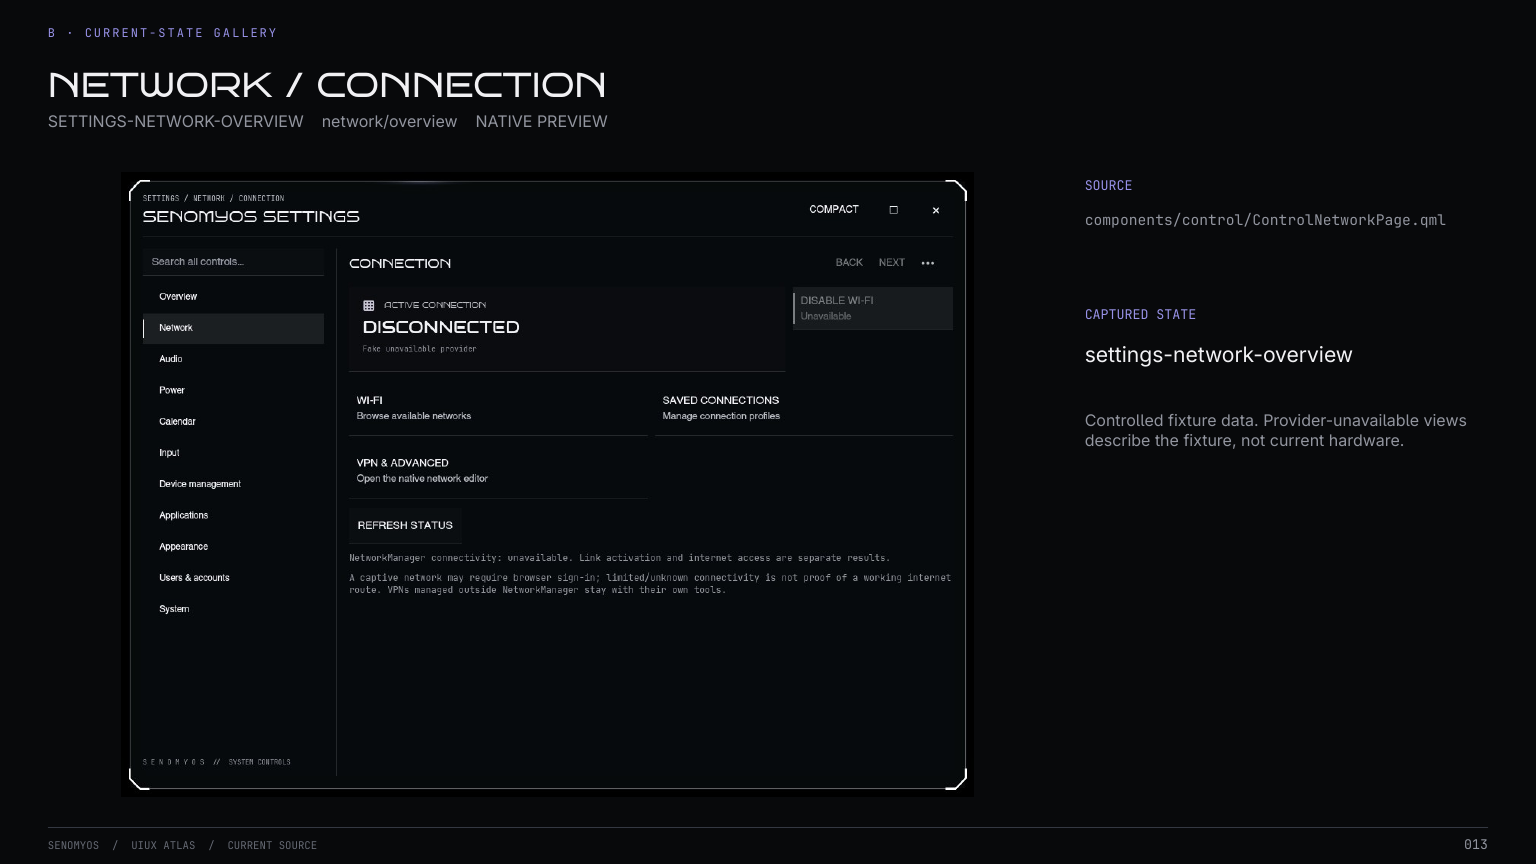 B · CURRENT-STATE GALLERY
NETWORK / CONNECTION
SETTINGS-NETWORK-OVERVIEW network/overview NATIVE PREVIEW
SETTINGS / NETWORK / CONNECTION
SENOMYOS SETTINGS
COMPACT □ ×
Search all controls...
Overview
Network
Audio
Power
Calendar
Input
Device management
Applications
Appearance
Users & accounts
System
SENOMYOS // SYSTEM CONTROLS
CONNECTION
BACK NEXT •••
ACTIVE CONNECTION
DISCONNECTED
Fake unavailable provider
DISABLE WI-FI
Unavailable
WI-FI
Browse available networks
SAVED CONNECTIONS
Manage connection profiles
VPN & ADVANCED
Open the native network editor
REFRESH STATUS
NetworkManager connectivity: unavailable. Link activation and internet access are separate results.
A captive network may require browser sign-in; limited/unknown connectivity is not proof of a working internet
route. VPNs managed outside NetworkManager stay with their own tools.
SOURCE
components/control/ControlNetworkPage.qml
CAPTURED STATE
settings-network-overview
Controlled fixture data. Provider-unavailable views
describe the fixture, not current hardware.
SENOMYOS / UIUX ATLAS / CURRENT SOURCE
013